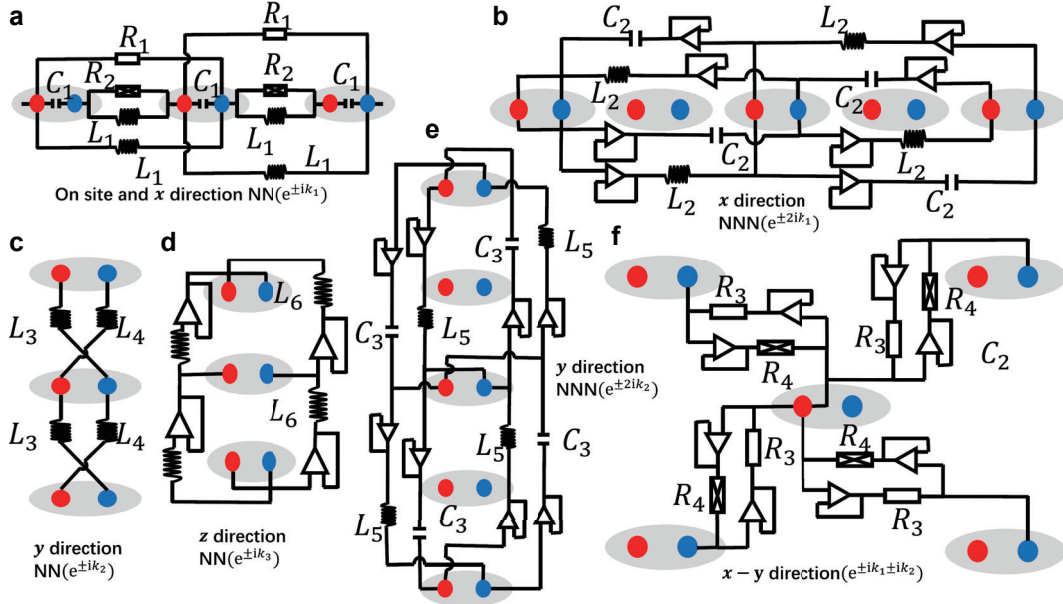 a
R₁
R₁
C₁
R₂
C₁
R₂
C₁
L₁
L₁
L₁
L₁
On site and x direction NN(e^{±ik₁})
b
C₂
L₂
L₂
C₂
C₂
L₂
L₂
C₂
x direction
NNN(e^{±2ik₁})
c
L₃
L₄
L₃
L₄
y direction
NN(e^{±ik₂})
d
L₆
L₆
z direction
NN(e^{±ik₃})
e
C₃
L₅
C₃
L₅
y direction
NNN(e^{±2ik₂})
L₅
C₃
L₅
C₃
f
R₃
R₄
R₃
R₄
C₂
R₄
R₃
R₄
R₃
x − y direction(e^{±ik₁±ik₂})